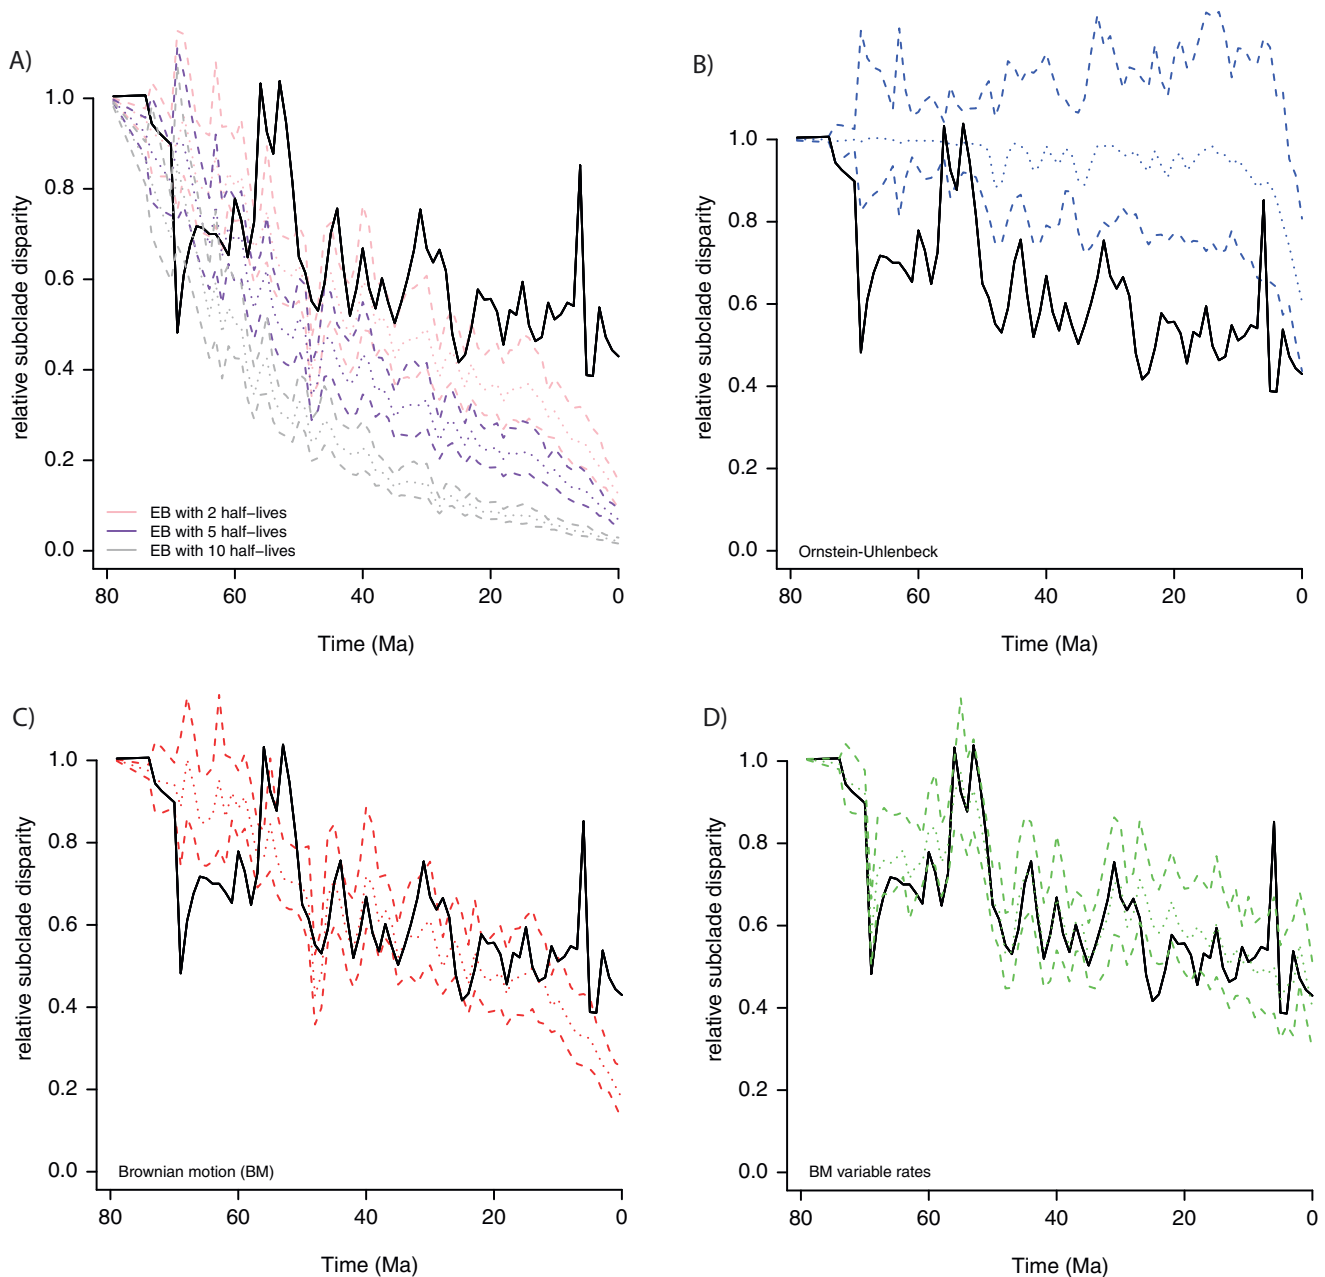 A)
relative subclade disparity
1.0
0.8
0.6
0.4
0.2
0.0
EB with 2 half−lives
EB with 5 half−lives
EB with 10 half−lives
80 60 40 20 0
Time (Ma)
B)
relative subclade disparity
1.0
0.8
0.6
0.4
0.2
0.0
Ornstein-Uhlenbeck
80 60 40 20 0
Time (Ma)
C)
relative subclade disparity
1.0
0.8
0.6
0.4
0.2
0.0
Brownian motion (BM)
80 60 40 20 0
Time (Ma)
D)
relative subclade disparity
1.0
0.8
0.6
0.4
0.2
0.0
BM variable rates
80 60 40 20 0
Time (Ma)